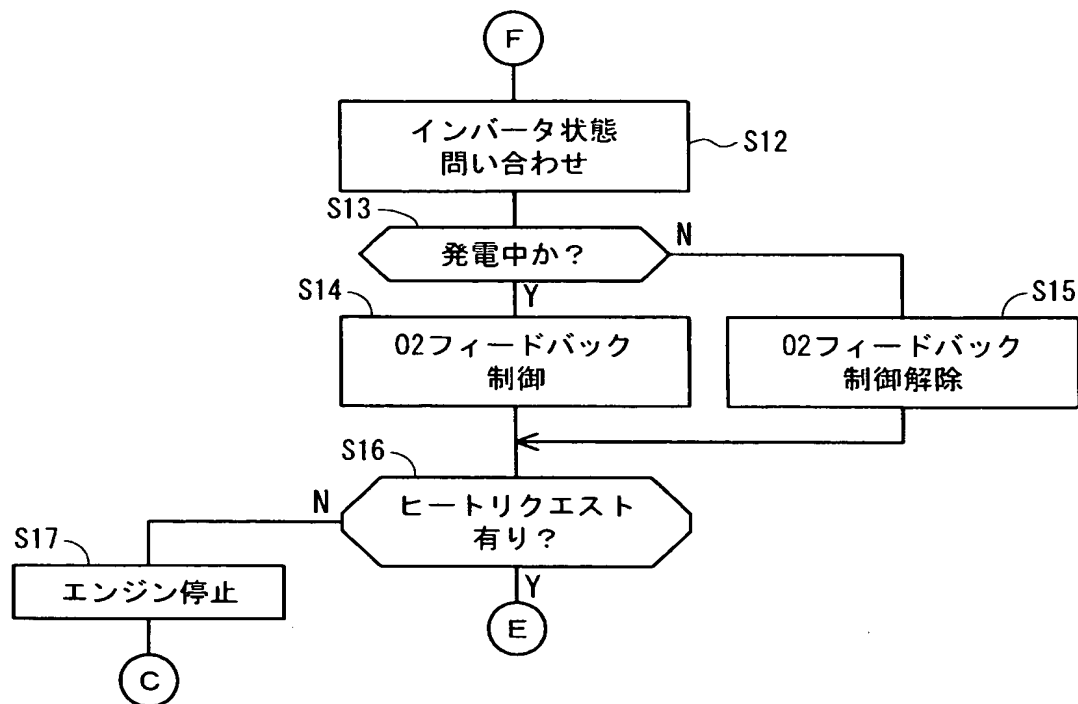 F
インバータ状態
問い合わせ
S12
S13
発電中か?
N
Y
S14
O2フィードバック
制御
S15
O2フィードバック
制御解除
S16
ヒートリクエスト
有り?
N
Y
S17
エンジン停止
E
C